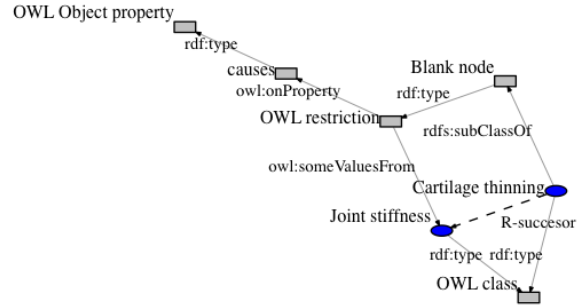 OWL Object property
rdf:type
causes
owl:onProperty
Blank node
rdf:type
OWL restriction
rdfs:subClassOf
owl:someValuesFrom
Cartilage thinning
Joint stiffness
R-succesor
rdf:type rdf:type
OWL class